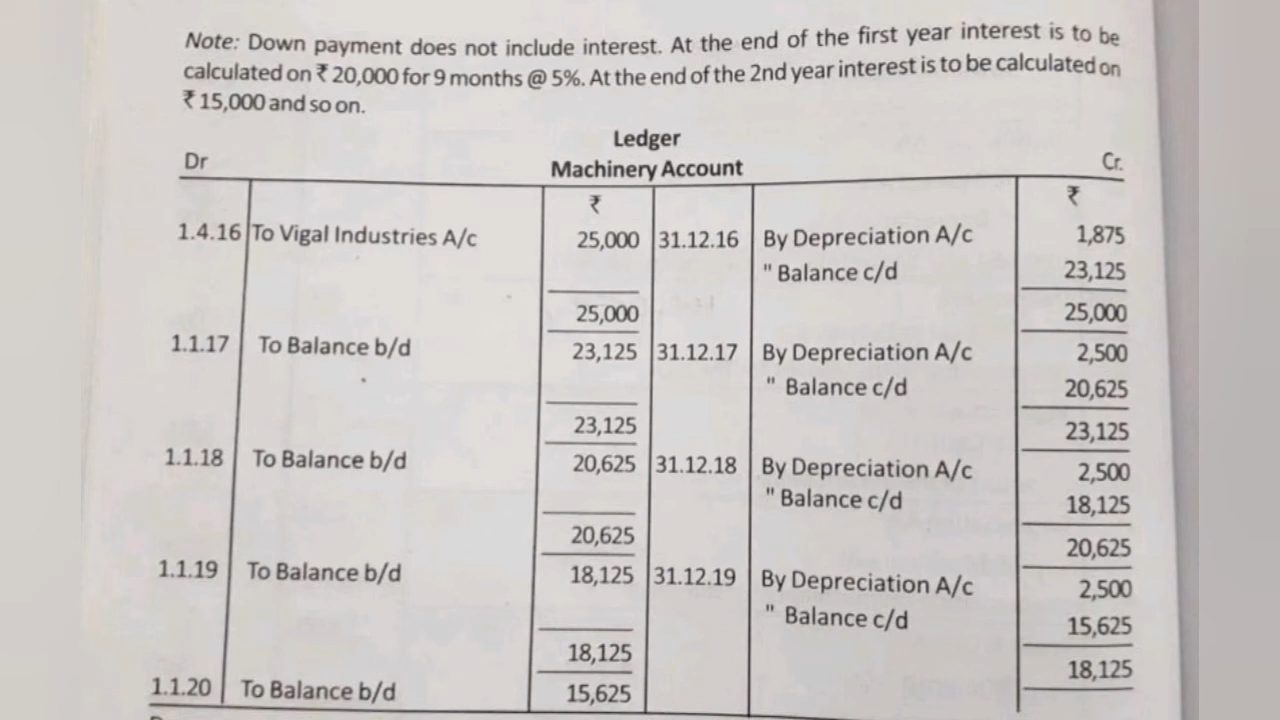 Note: Down payment does not include interest. At the end of the first year interest is to be
calculated on ₹ 20,000 for 9 months @ 5%. At the end of the 2nd year interest is to be calculated on
₹ 15,000 and so on.
Ledger
Dr Machinery Account Cr.
₹ ₹
1.4.16 To Vigal Industries A/c 25,000 31.12.16 By Depreciation A/c 1,875
" Balance c/d 23,125
25,000 25,000
1.1.17 To Balance b/d 23,125 31.12.17 By Depreciation A/c 2,500
" Balance c/d 20,625
23,125 23,125
1.1.18 To Balance b/d 20,625 31.12.18 By Depreciation A/c 2,500
" Balance c/d 18,125
20,625 20,625
1.1.19 To Balance b/d 18,125 31.12.19 By Depreciation A/c 2,500
" Balance c/d 15,625
18,125 18,125
1.1.20 To Balance b/d 15,625